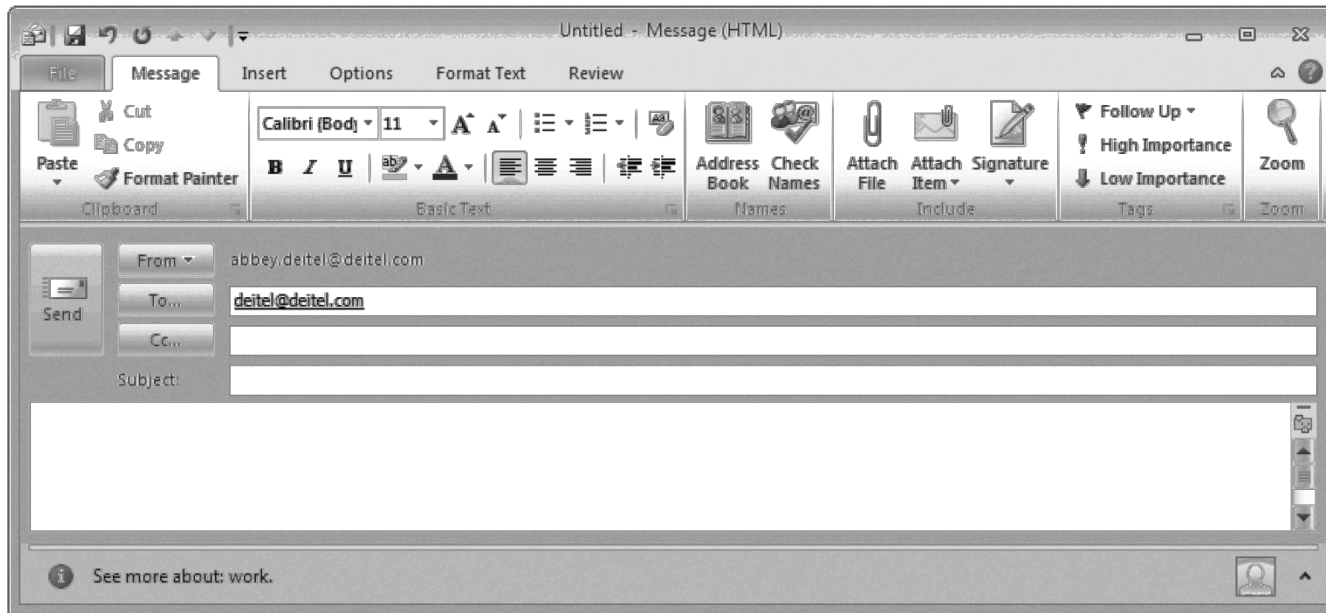 Untitled - Message (HTML)
File Message Insert Options Format Text Review
Paste
Cut
Copy
Format Painter
Clipboard
Calibri (Body 11
B I U
Basic Text
Address Book
Check Names
Names
Attach File
Attach Item
Signature
Include
Follow Up
High Importance
Low Importance
Tags
Zoom
Zoom
Send
From abbey.deitel@deitel.com
To... deitel@deitel.com
Cc...
Subject:
See more about: work.